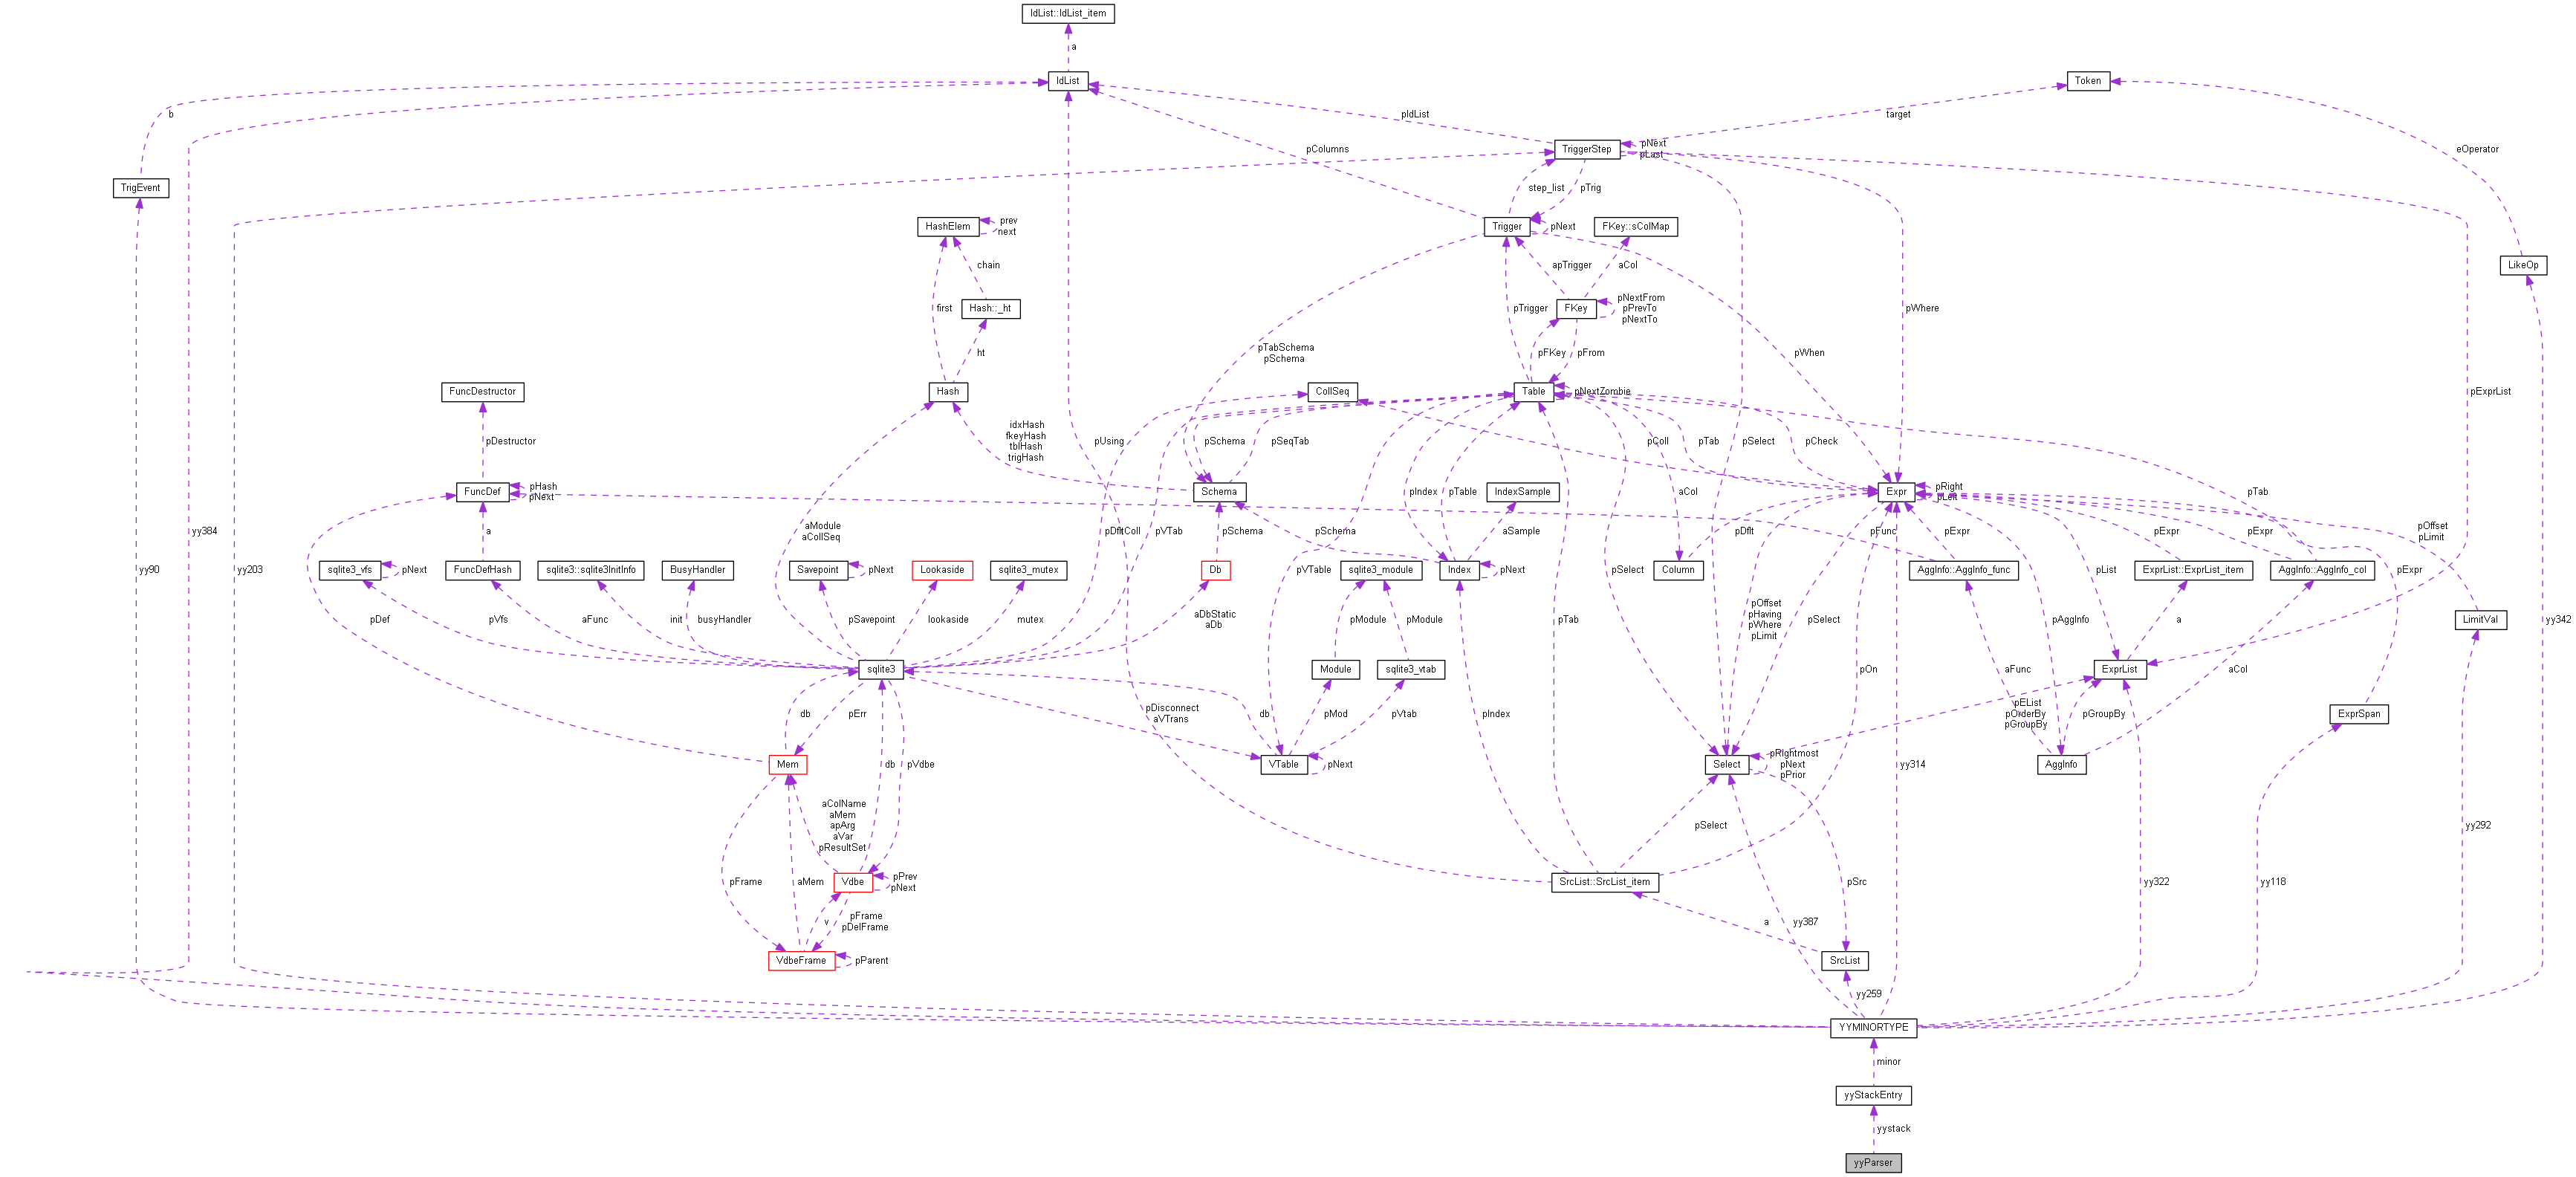 IdList::IdList_item
a
IdList
Token
b
pIdList
target
pColumns
TriggerStep
pNext
pLast
eOperator
TrigEvent
step_list
pTrig
HashElem
prev
next
Trigger
pNext
FKey::sColMap
chain
apTrigger
aCol
LikeOp
first
Hash::_ht
pTrigger
FKey
pNextFrom
pPrevTo
pNextTo
pWhere
ht
pTabSchema
pSchema
pFKey
pFrom
pWhen
FuncDestructor
Hash
CollSeq
Table
pNextZombie
pExprList
pDestructor
idxHash
fkeyHash
tblHash
trigHash
pUsing
pSchema
pSeqTab
pColl
pTab
pSelect
pCheck
FuncDef
pHash
pNext
Schema
pIndex
pTable
IndexSample
aCol
Expr
pRight
pLeft
pTab
yy384
a
aModule
aCollSeq
pDfltColl
pVTab
pSchema
pSchema
aSample
pDflt
pFunc
pExpr
pExpr
pExpr
pOffset
pLimit
yy90
yy203
sqlite3_vfs
pNext
FuncDefHash
sqlite3::sqlite3InitInfo
BusyHandler
Savepoint
pNext
Lookaside
sqlite3_mutex
Db
pVTable
sqlite3_module
Index
pNext
pSelect
Column
pList
AggInfo::AggInfo_func
ExprList::ExprList_item
AggInfo::AggInfo_col
pExpr
pDef
pVfs
aFunc
init
busyHandler
pSavepoint
lookaside
mutex
aDbStatic
aDb
pModule
pModule
pTab
pOffset
pHaving
pWhere
pLimit
pSelect
pAggInfo
a
LimitVal
yy342
sqlite3
Module
sqlite3_vtab
pOn
ExprList
aFunc
aCol
db
pErr
pDisconnect
aVTrans
db
pMod
pVtab
pIndex
pEList
pOrderBy
pGroupBy
pGroupBy
ExprSpan
Mem
db
pVdbe
VTable
pNext
Select
pRightmost
pNext
pPrior
yy314
AggInfo
aColName
aMem
apArg
aVar
pResultSet
pSelect
yy292
pFrame
aMem
Vdbe
pPrev
pNext
SrcList::SrcList_item
pSrc
yy322
yy118
v
pFrame
pDelFrame
a
yy387
VdbeFrame
pParent
SrcList
yy259
YYMINORTYPE
minor
yyStackEntry
yystack
yyParser